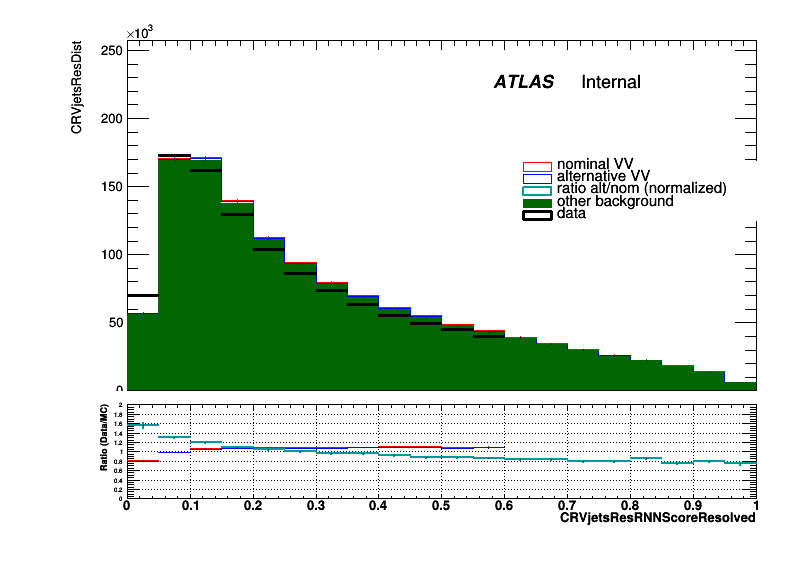 ×10³
250
CRVjetsResDist
ATLAS Internal
200
nominal VV
alternative VV
ratio alt/nom (normalized)
other background
data
150
100
50
0
Ratio (Data/MC)
2
1.8
1.6
1.4
1.2
1
0.8
0.6
0.4
0.2
0
0 0.1 0.2 0.3 0.4 0.5 0.6 0.7 0.8 0.9 1
CRVjetsResRNNScoreResolved